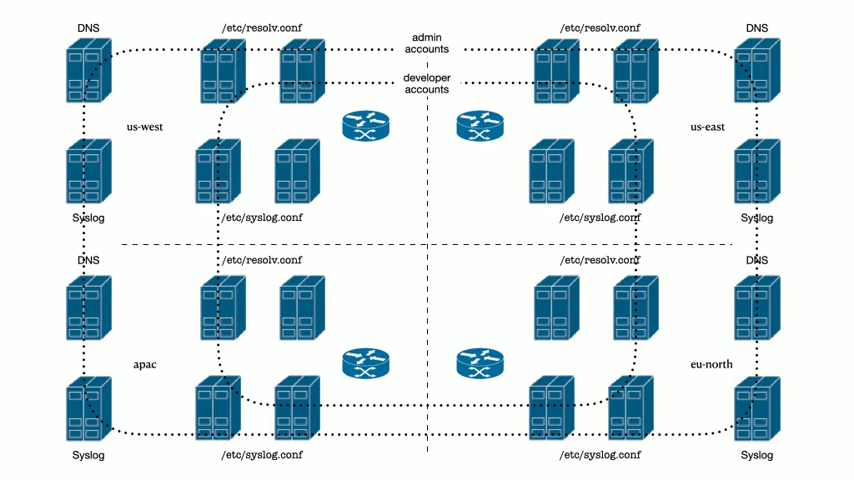 DNS
/etc/resolv.conf
admin
accounts
/etc/resolv.conf
DNS
developer
accounts
us-west
us-east
Syslog
/etc/syslog.conf
/etc/syslog.conf
Syslog
DNS
/etc/resolv.conf
/etc/resolv.conf
DNS
apac
eu-north
Syslog
/etc/syslog.conf
/etc/syslog.conf
Syslog